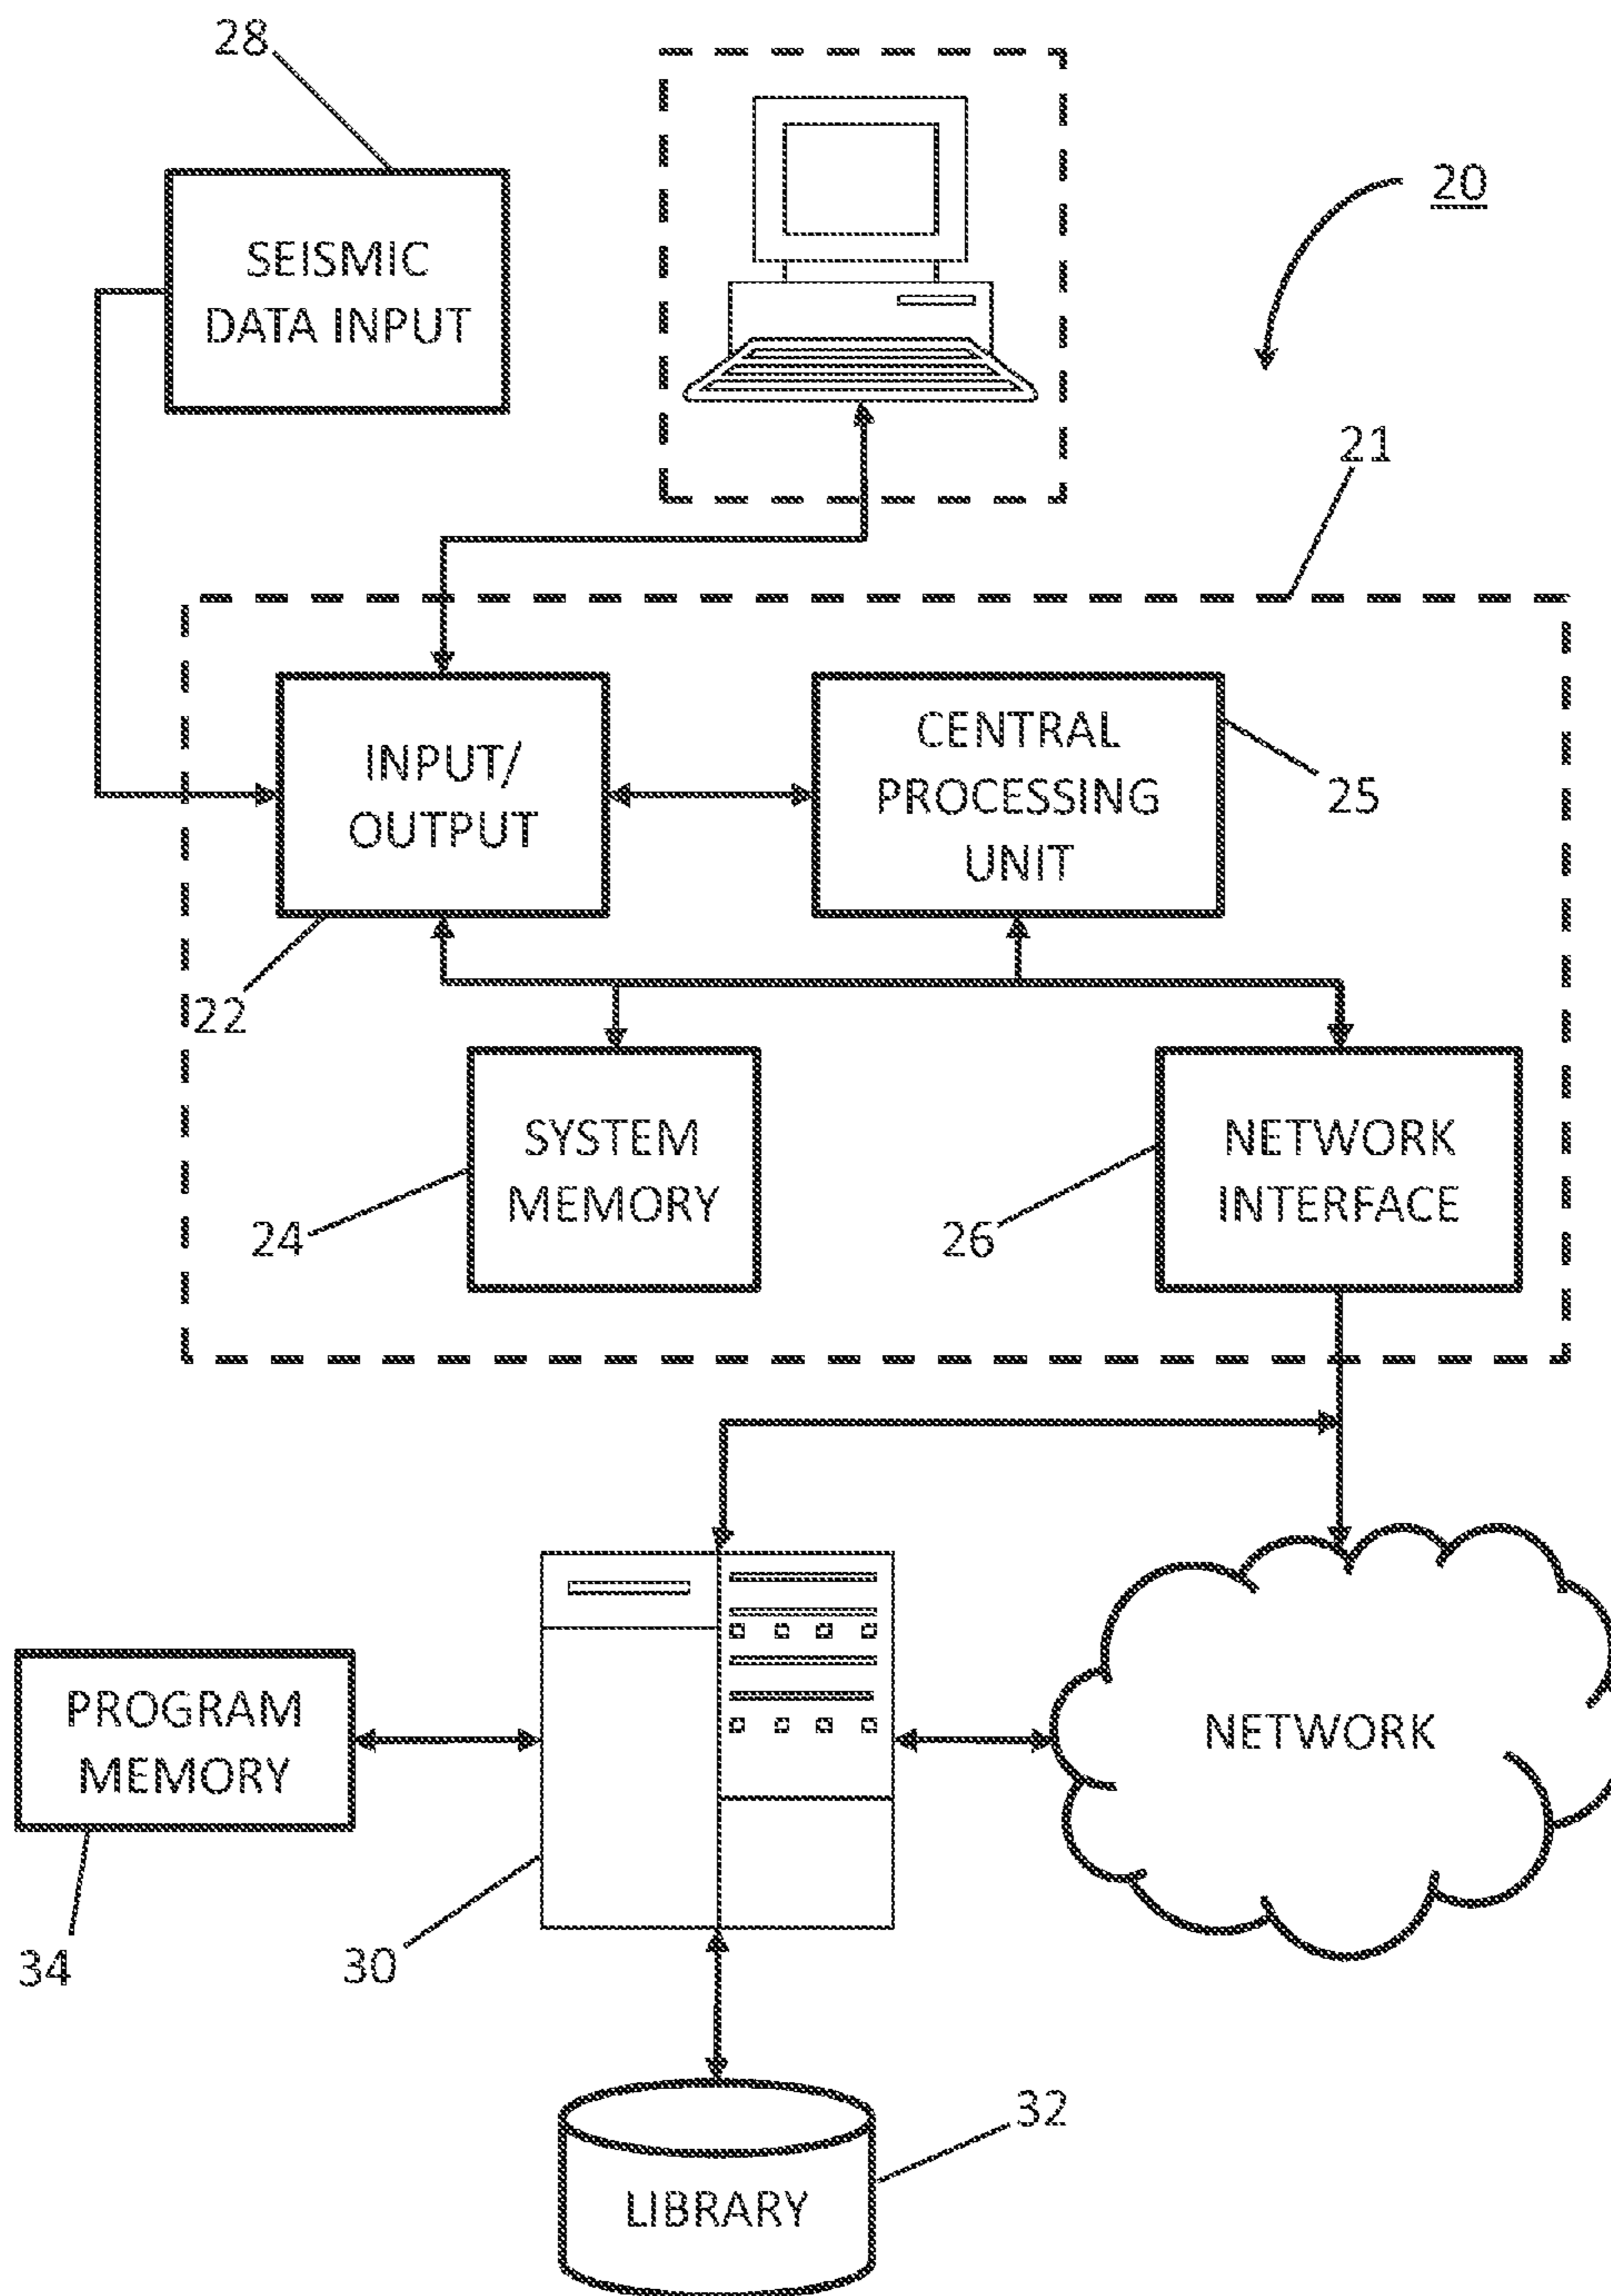 28
20
SEISMIC
DATA INPUT
21
INPUT/
OUTPUT
CENTRAL
PROCESSING
UNIT
25
22
SYSTEM
MEMORY
NETWORK
INTERFACE
24
26
PROGRAM
MEMORY
NETWORK
34
30
32
LIBRARY